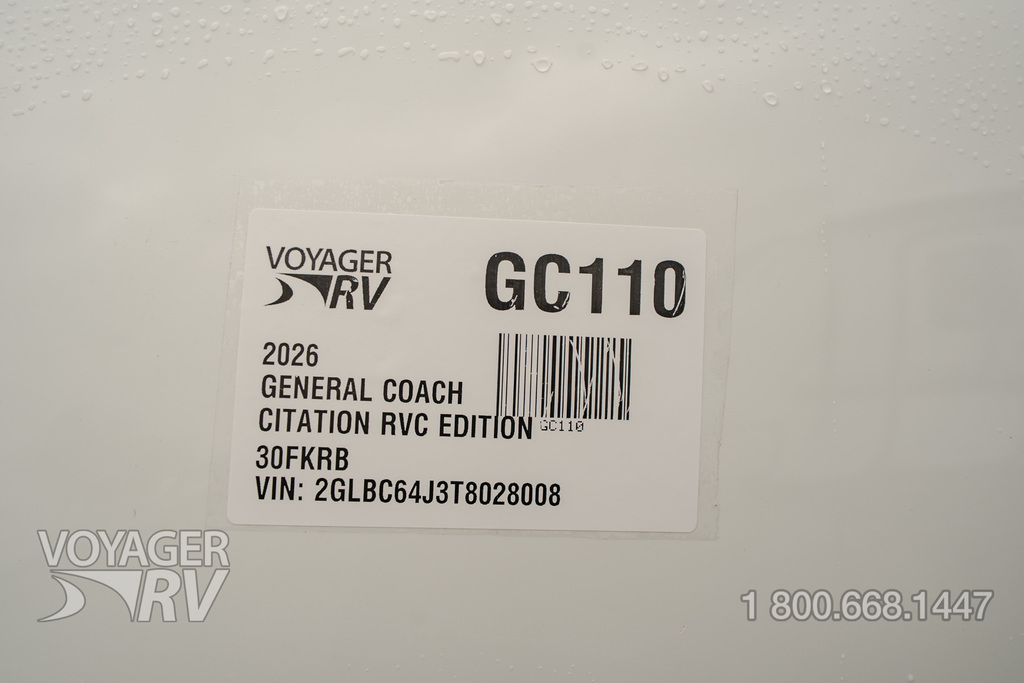 VOYAGER
RV
GC110
2026
GENERAL COACH
CITATION RVC EDITION
GC110
30FKRB
VIN: 2GLBC64J3T8028008
VOYAGER
RV
1 800.668.1447